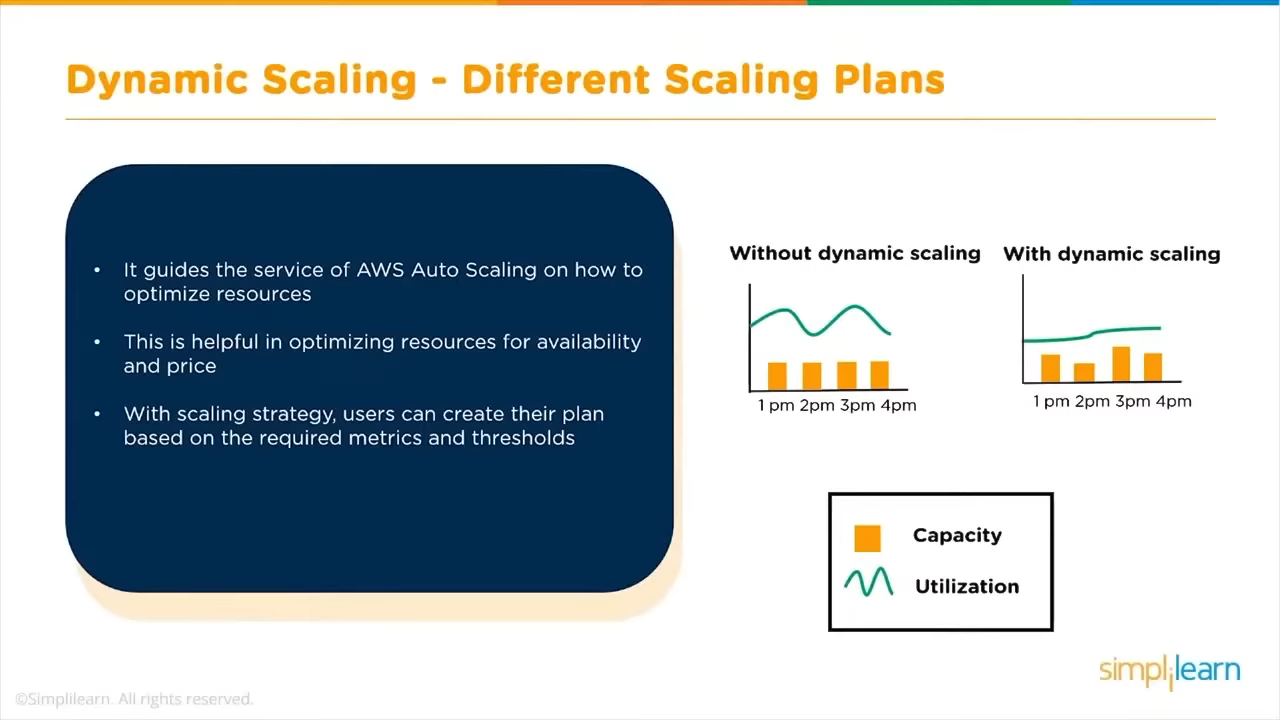 Dynamic Scaling - Different Scaling Plans
• It guides the service of AWS Auto Scaling on how to
optimize resources
• This is helpful in optimizing resources for availability
and price
• With scaling strategy, users can create their plan
based on the required metrics and thresholds
Without dynamic scaling
1 pm 2pm 3pm 4pm
With dynamic scaling
1 pm 2pm 3pm 4pm
Capacity
Utilization
simplilearn
©Simplilearn. All rights reserved.